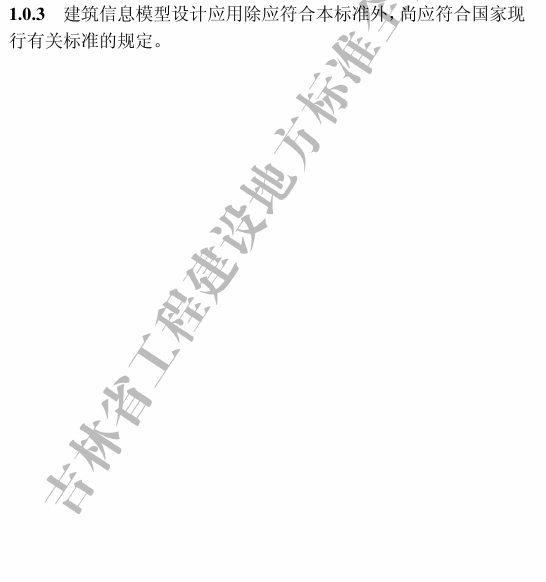 1.0.3 建筑信息模型设计应用除应符合本标准外，尚应符合国家现
行有关标准的规定。
吉林省工程建设地方标准全